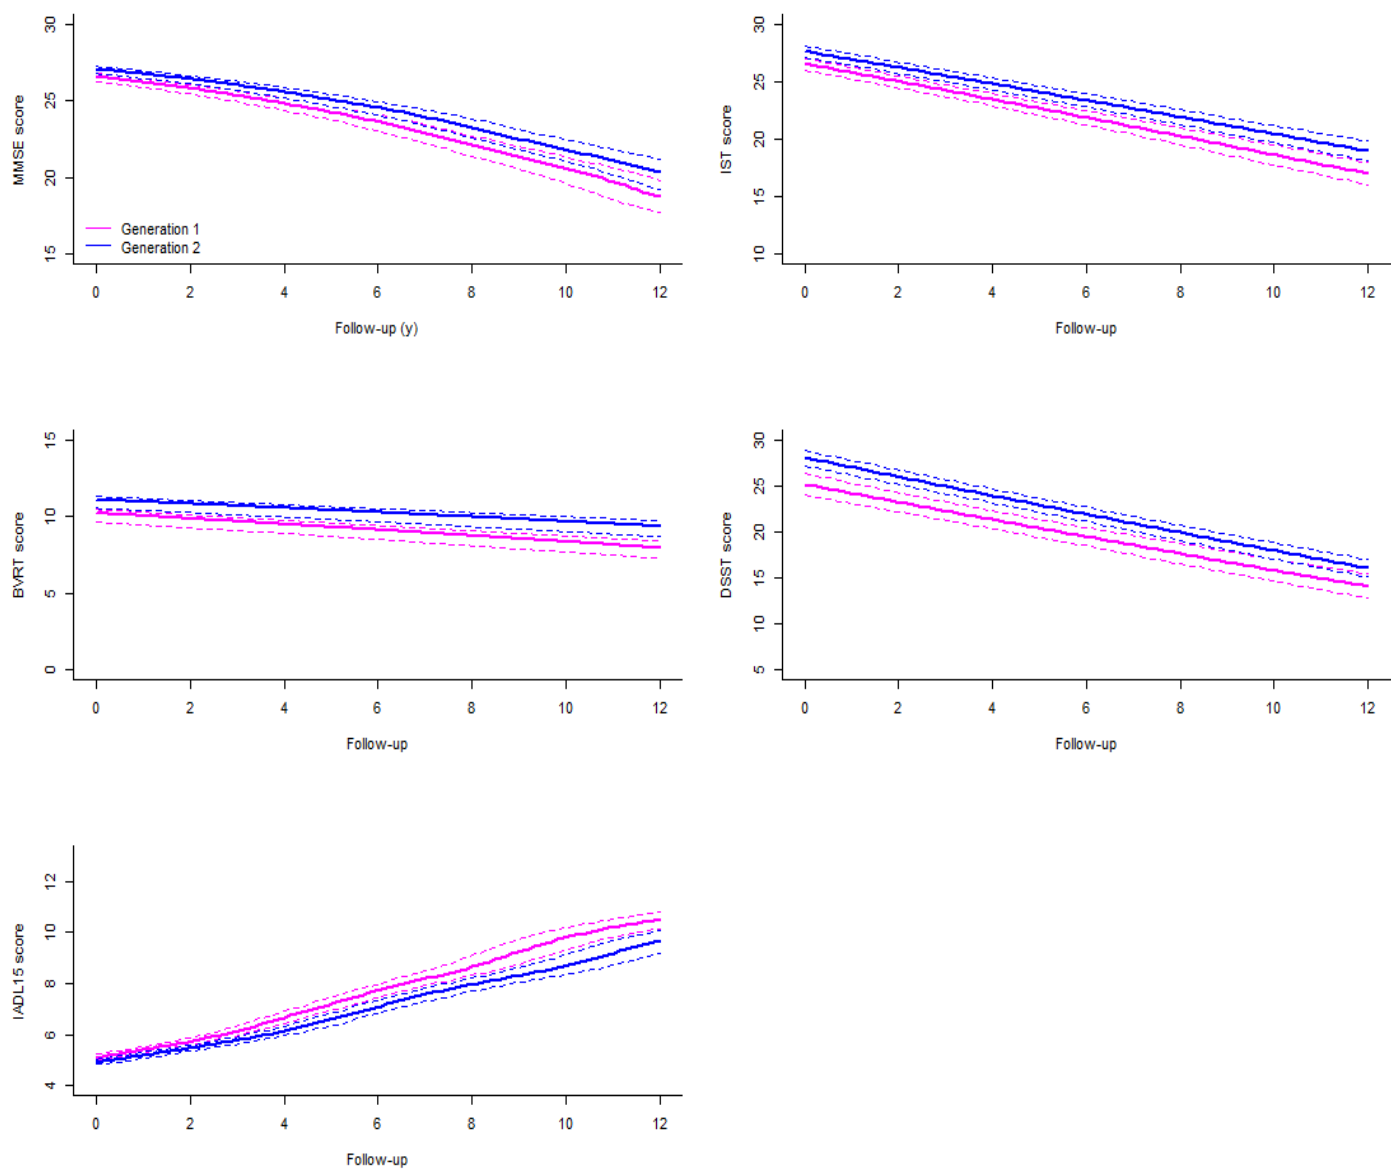 MMSE score
30
25
20
15
Generation 1
Generation 2
0 2 4 6 8 10 12
Follow-up (y)
IST score
30
25
20
15
10
0 2 4 6 8 10 12
Follow-up
BVRT score
15
10
5
0
0 2 4 6 8 10 12
Follow-up
DSST score
30
25
20
15
10
5
0 2 4 6 8 10 12
Follow-up
IADL15 score
12
10
8
6
4
0 2 4 6 8 10 12
Follow-up